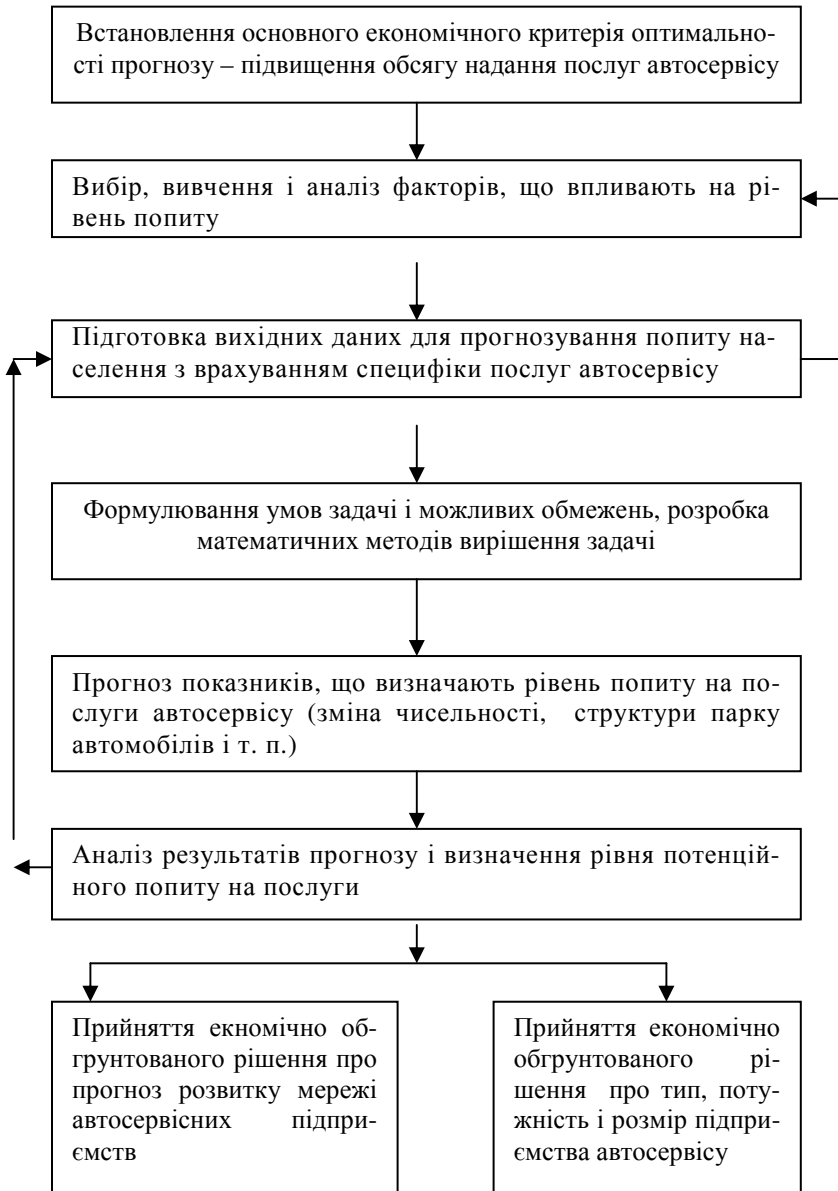 Встановлення основного економічного критерія оптимально-
сті прогнозу – підвищення обсягу надання послуг автосервісу
Вибір, вивчення і аналіз факторів, що впливають на рі-
вень попиту
Підготовка вихідних даних для прогнозування попиту на-
селення з врахуванням специфіки послуг автосервісу
Формулювання умов задачі і можливих обмежень, розробка
математичних методів вирішення задачі
Прогноз показників, що визначають рівень попиту на по-
слуги автосервісу (зміна чисельності, структури парку
автомобілів і т. п.)
Аналіз результатів прогнозу і визначення рівня потенцій-
ного попиту на послуги
Прийняття екномічно об-
грунтованого рішення про
прогноз розвитку мережі
автосервісних підпри-
ємств
Прийняття економічно
обгрунтованого рі-
шення про тип, поту-
жність і розмір підпри-
ємства автосервісу